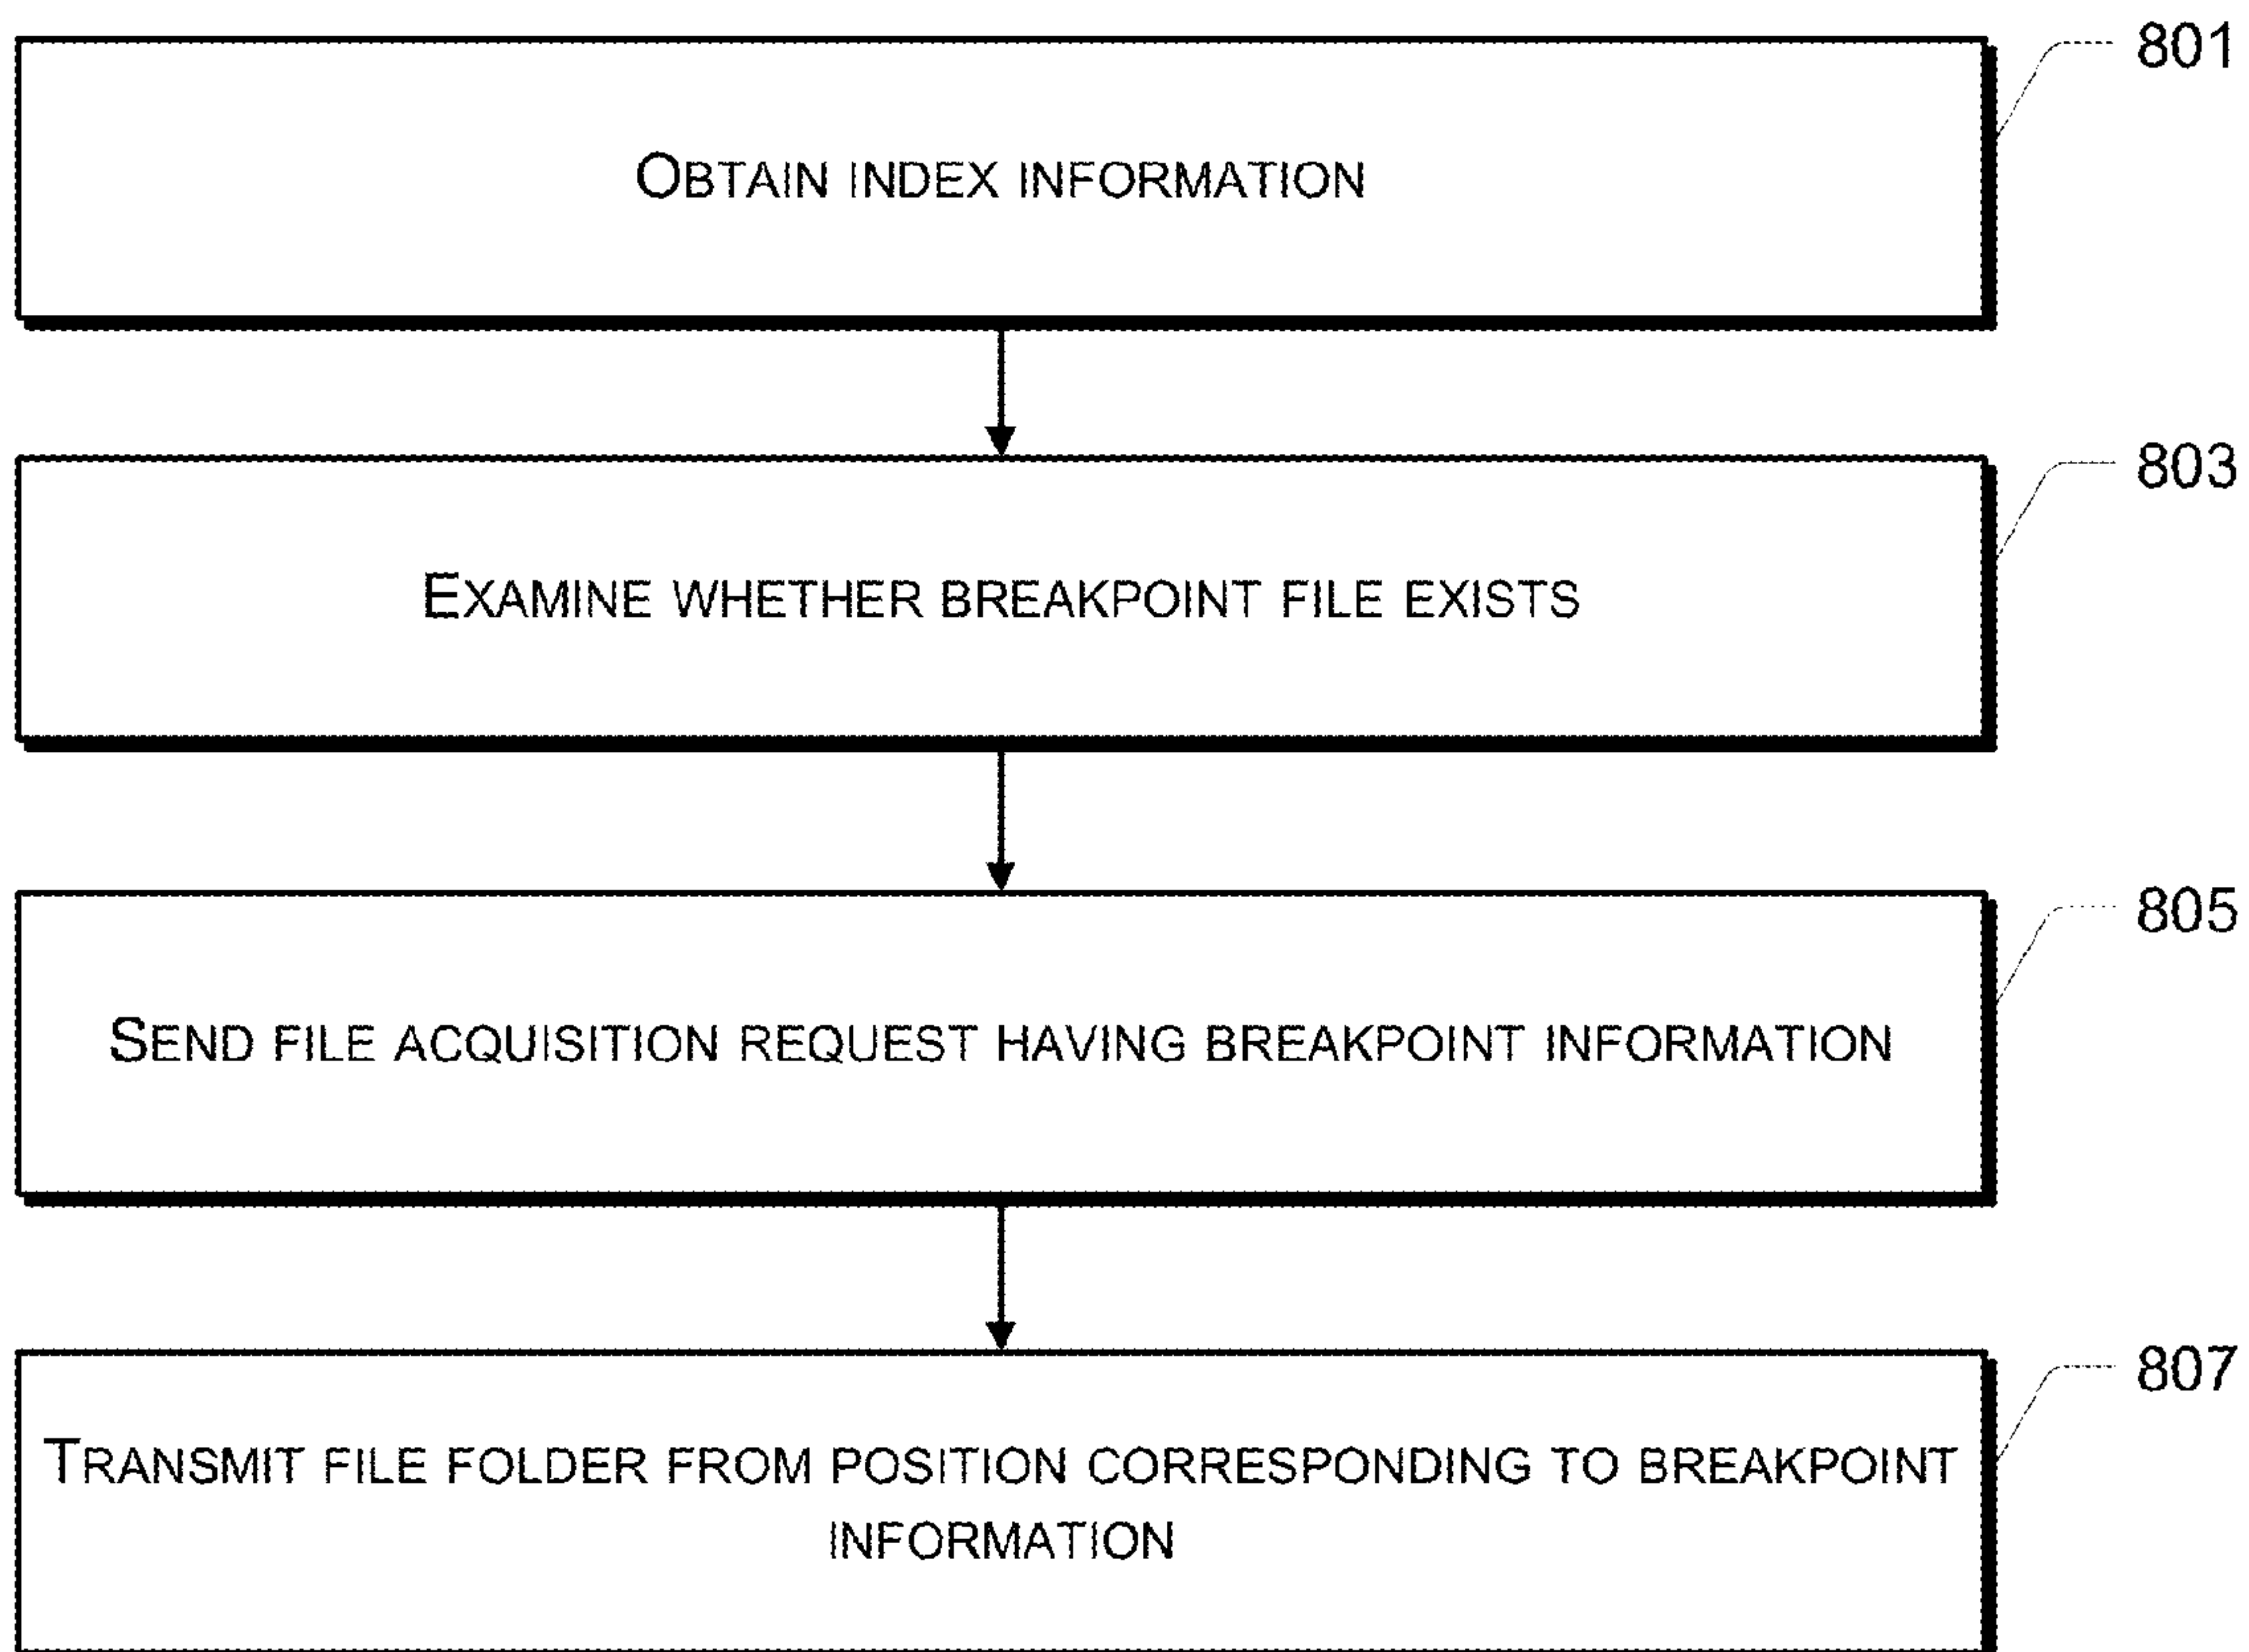 801
OBTAIN INDEX INFORMATION
803
EXAMINE WHETHER BREAKPOINT FILE EXISTS
805
SEND FILE ACQUISITION REQUEST HAVING BREAKPOINT INFORMATION
807
TRANSMIT FILE FOLDER FROM POSITION CORRESPONDING TO BREAKPOINT
INFORMATION